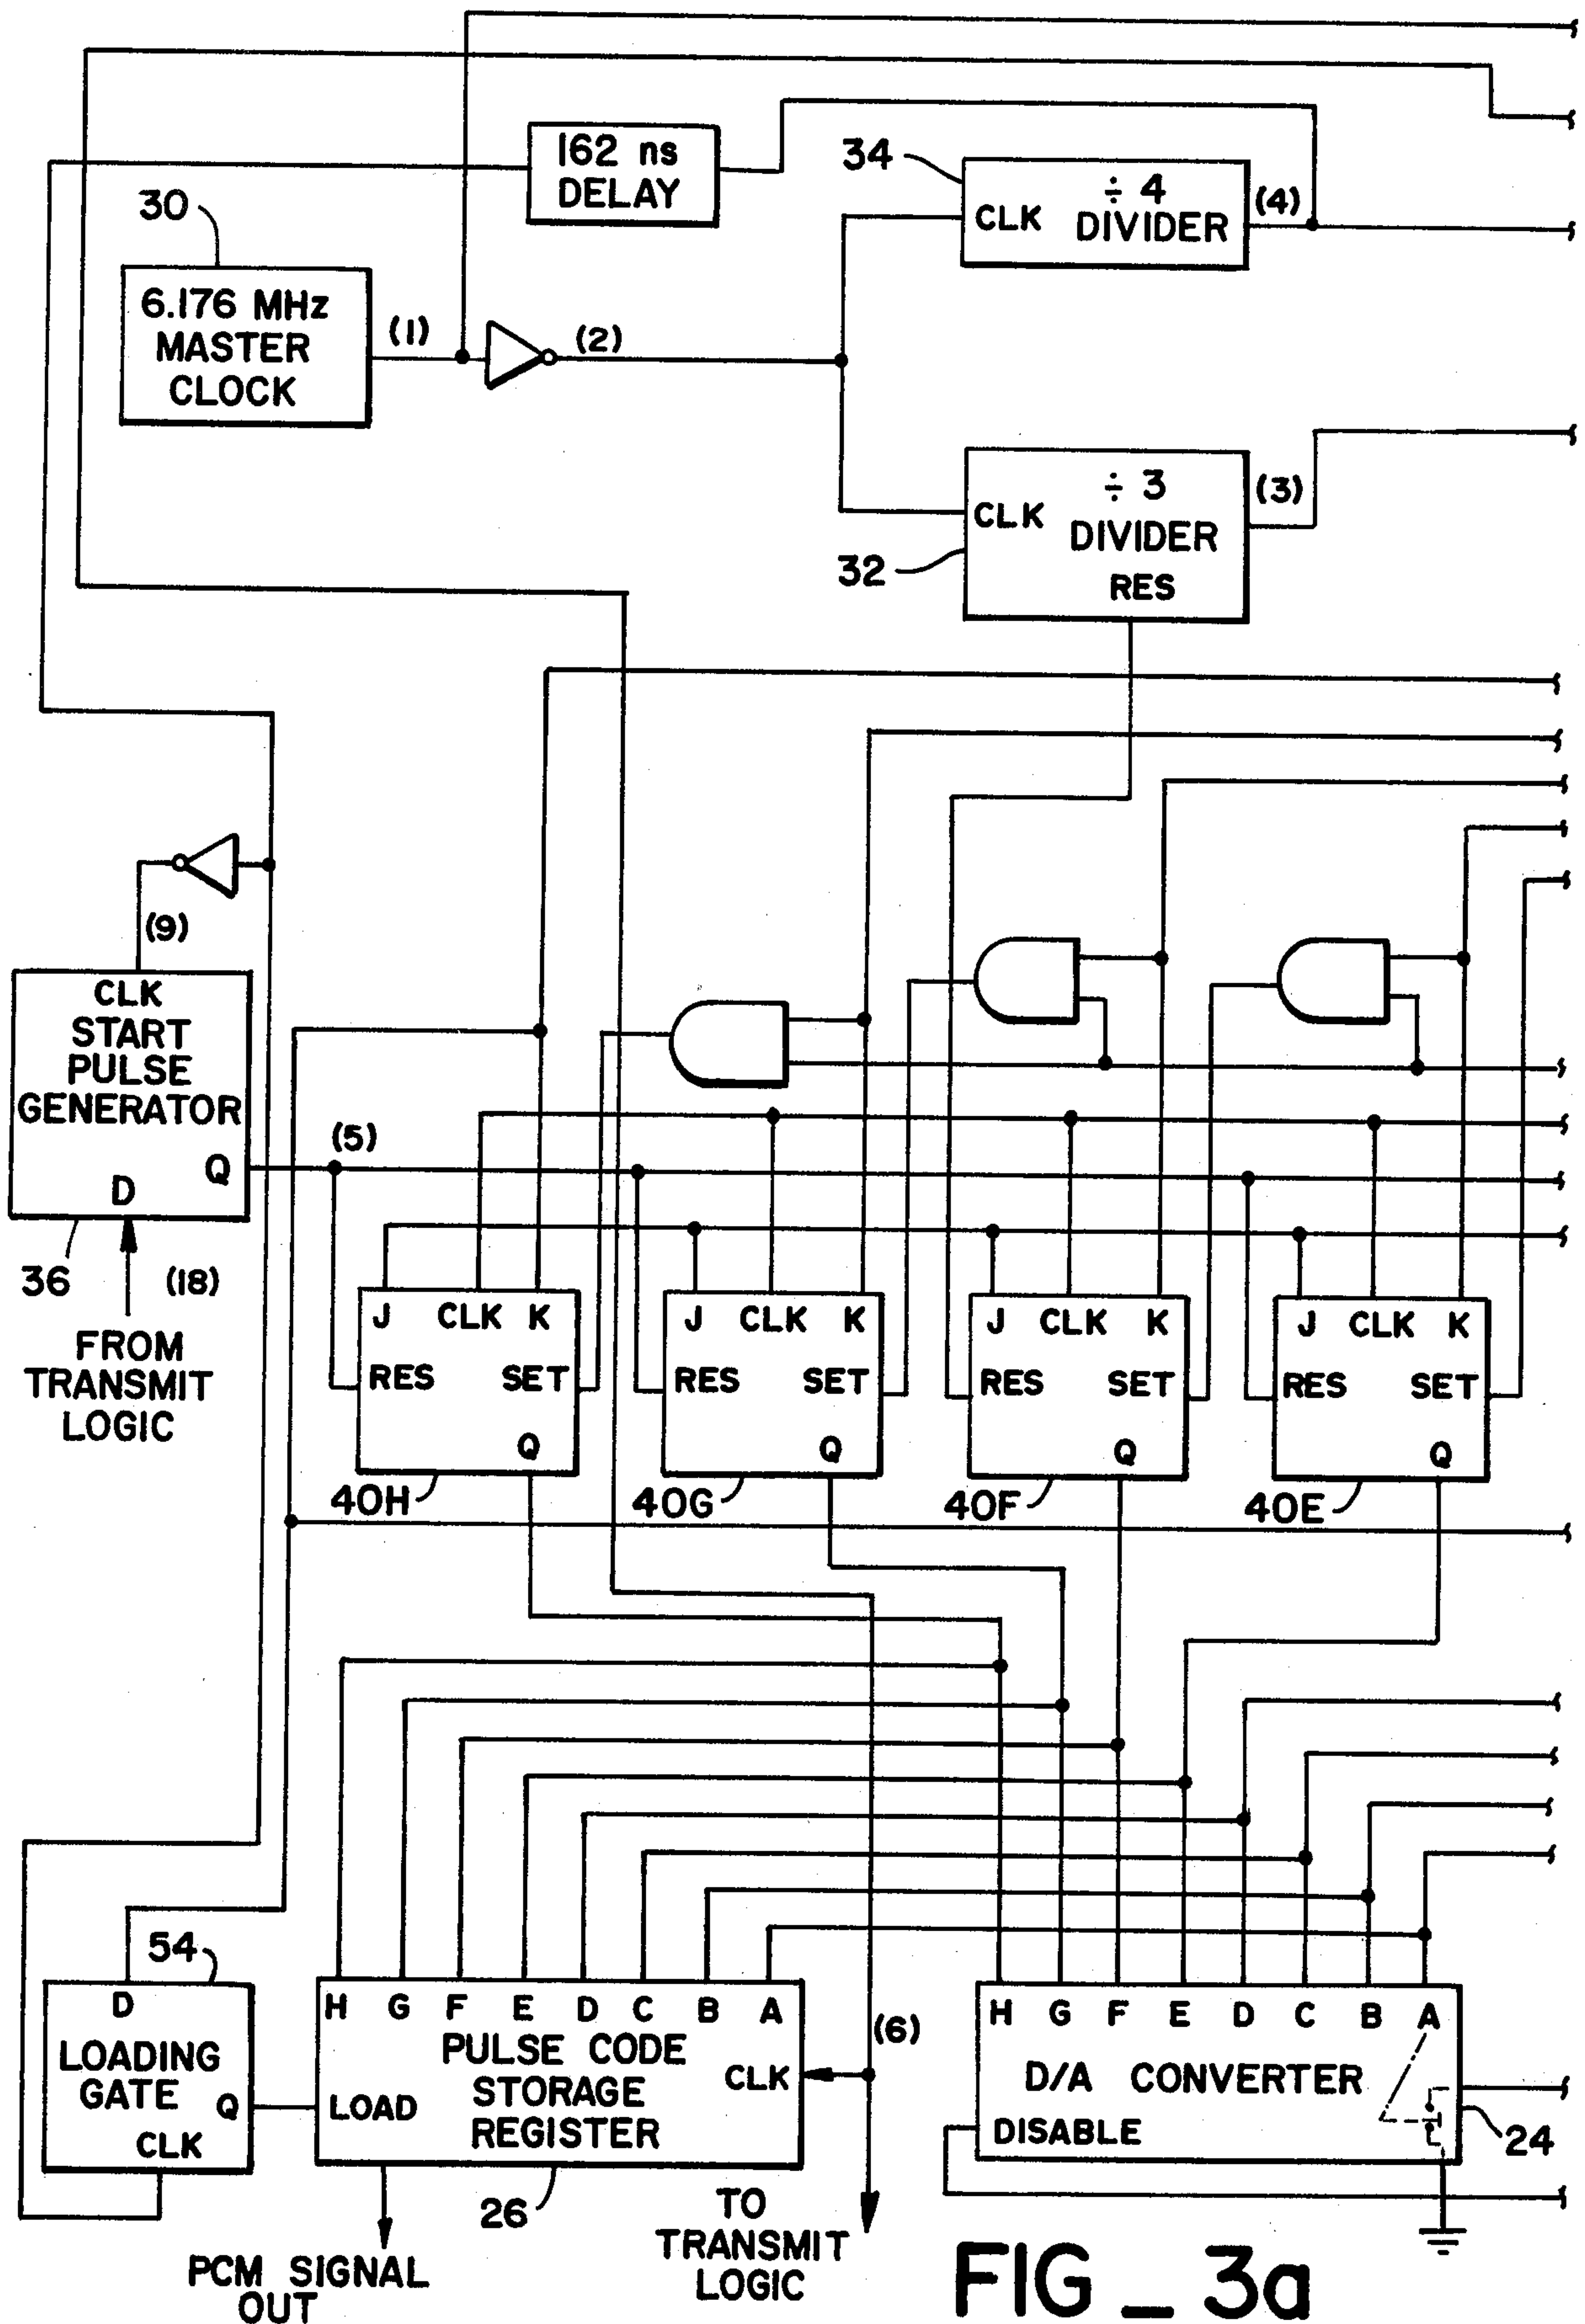 162 ns
DELAY
34
÷ 4
CLK DIVIDER
(4)
30
6.176 MHz
MASTER
CLOCK
(1)
(2)
÷ 3
CLK
DIVIDER
RES
(3)
32
(9)
CLK
START
PULSE
GENERATOR
Q
D
(5)
36
(18)
FROM
TRANSMIT
LOGIC
J CLK K
RES SET
Q
40H
J CLK K
RES SET
Q
40G
J CLK K
RES SET
Q
40F
J CLK K
RES SET
Q
40E
54
D
LOADING
GATE
Q
CLK
H G F E D C B A
PULSE CODE
STORAGE
REGISTER
CLK
LOAD
26
(6)
H G F E D C B A
D/A CONVERTER
DISABLE
24
PCM SIGNAL
OUT
TO
TRANSMIT
LOGIC
FIG _ 3a